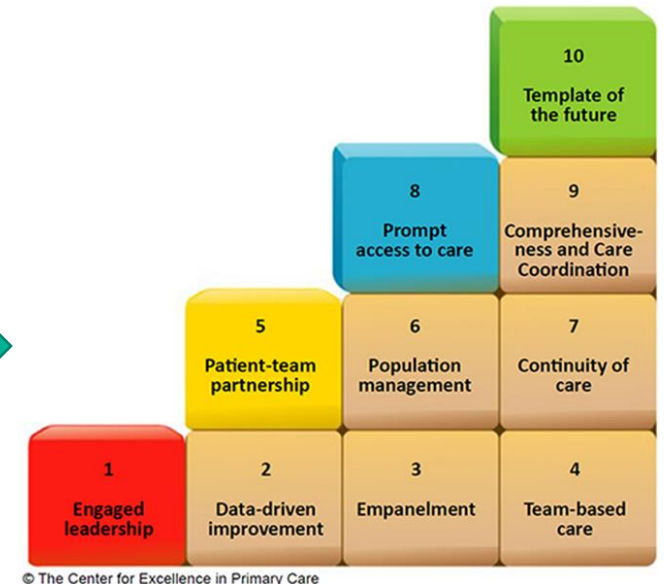 10
Template of
the future
8
Prompt
access to care
9
Comprehensive-
ness and Care
Coordination
5
Patient-team
partnership
6
Population
management
7
Continuity of
care
1
Engaged
leadership
2
Data-driven
improvement
3
Empanelment
4
Team-based
care
© The Center for Excellence in Primary Care